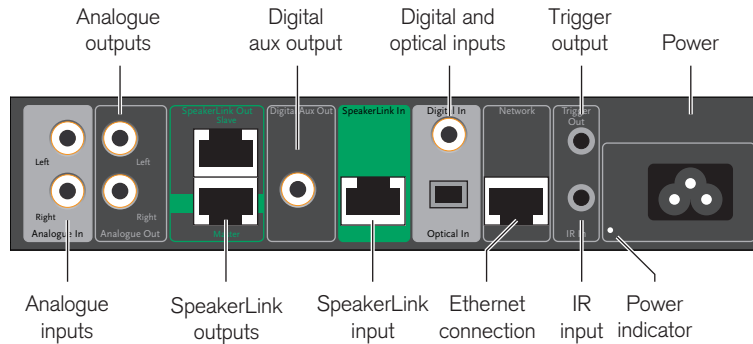 Analogue
outputs
Digital
aux output
Digital and
optical inputs
Trigger
output
Power
SpeakerLink Out
Slave
Digital Aux Out
SpeakerLink In
Digital In
Network
Trigger
Out
Left
Left
Right
Right
Analogue In
Analogue Out
Master
Optical In
IR In
Analogue
inputs
SpeakerLink
outputs
SpeakerLink
input
Ethernet
connection
IR
input
Power
indicator